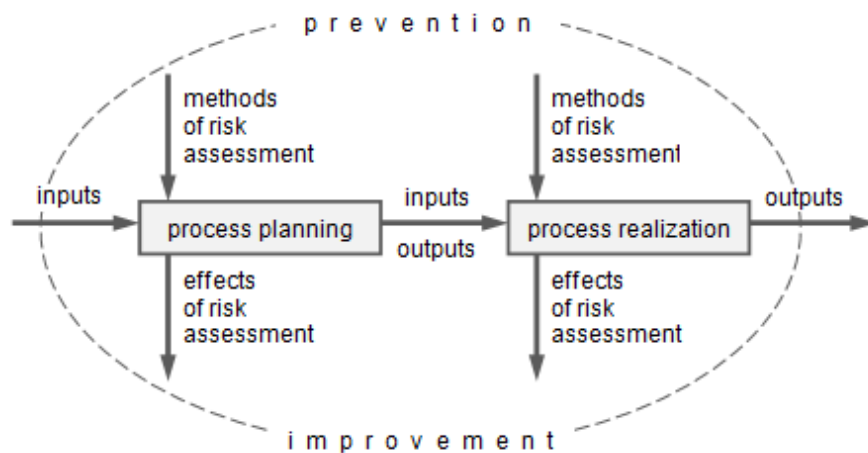 p r e v e n t i o n
methods
of risk
assessment
methods
of risk
assessment
inputs
process planning
inputs
outputs
process realization
outputs
effects
of risk
assessment
effects
of risk
assessment
i m p r o v e m e n t